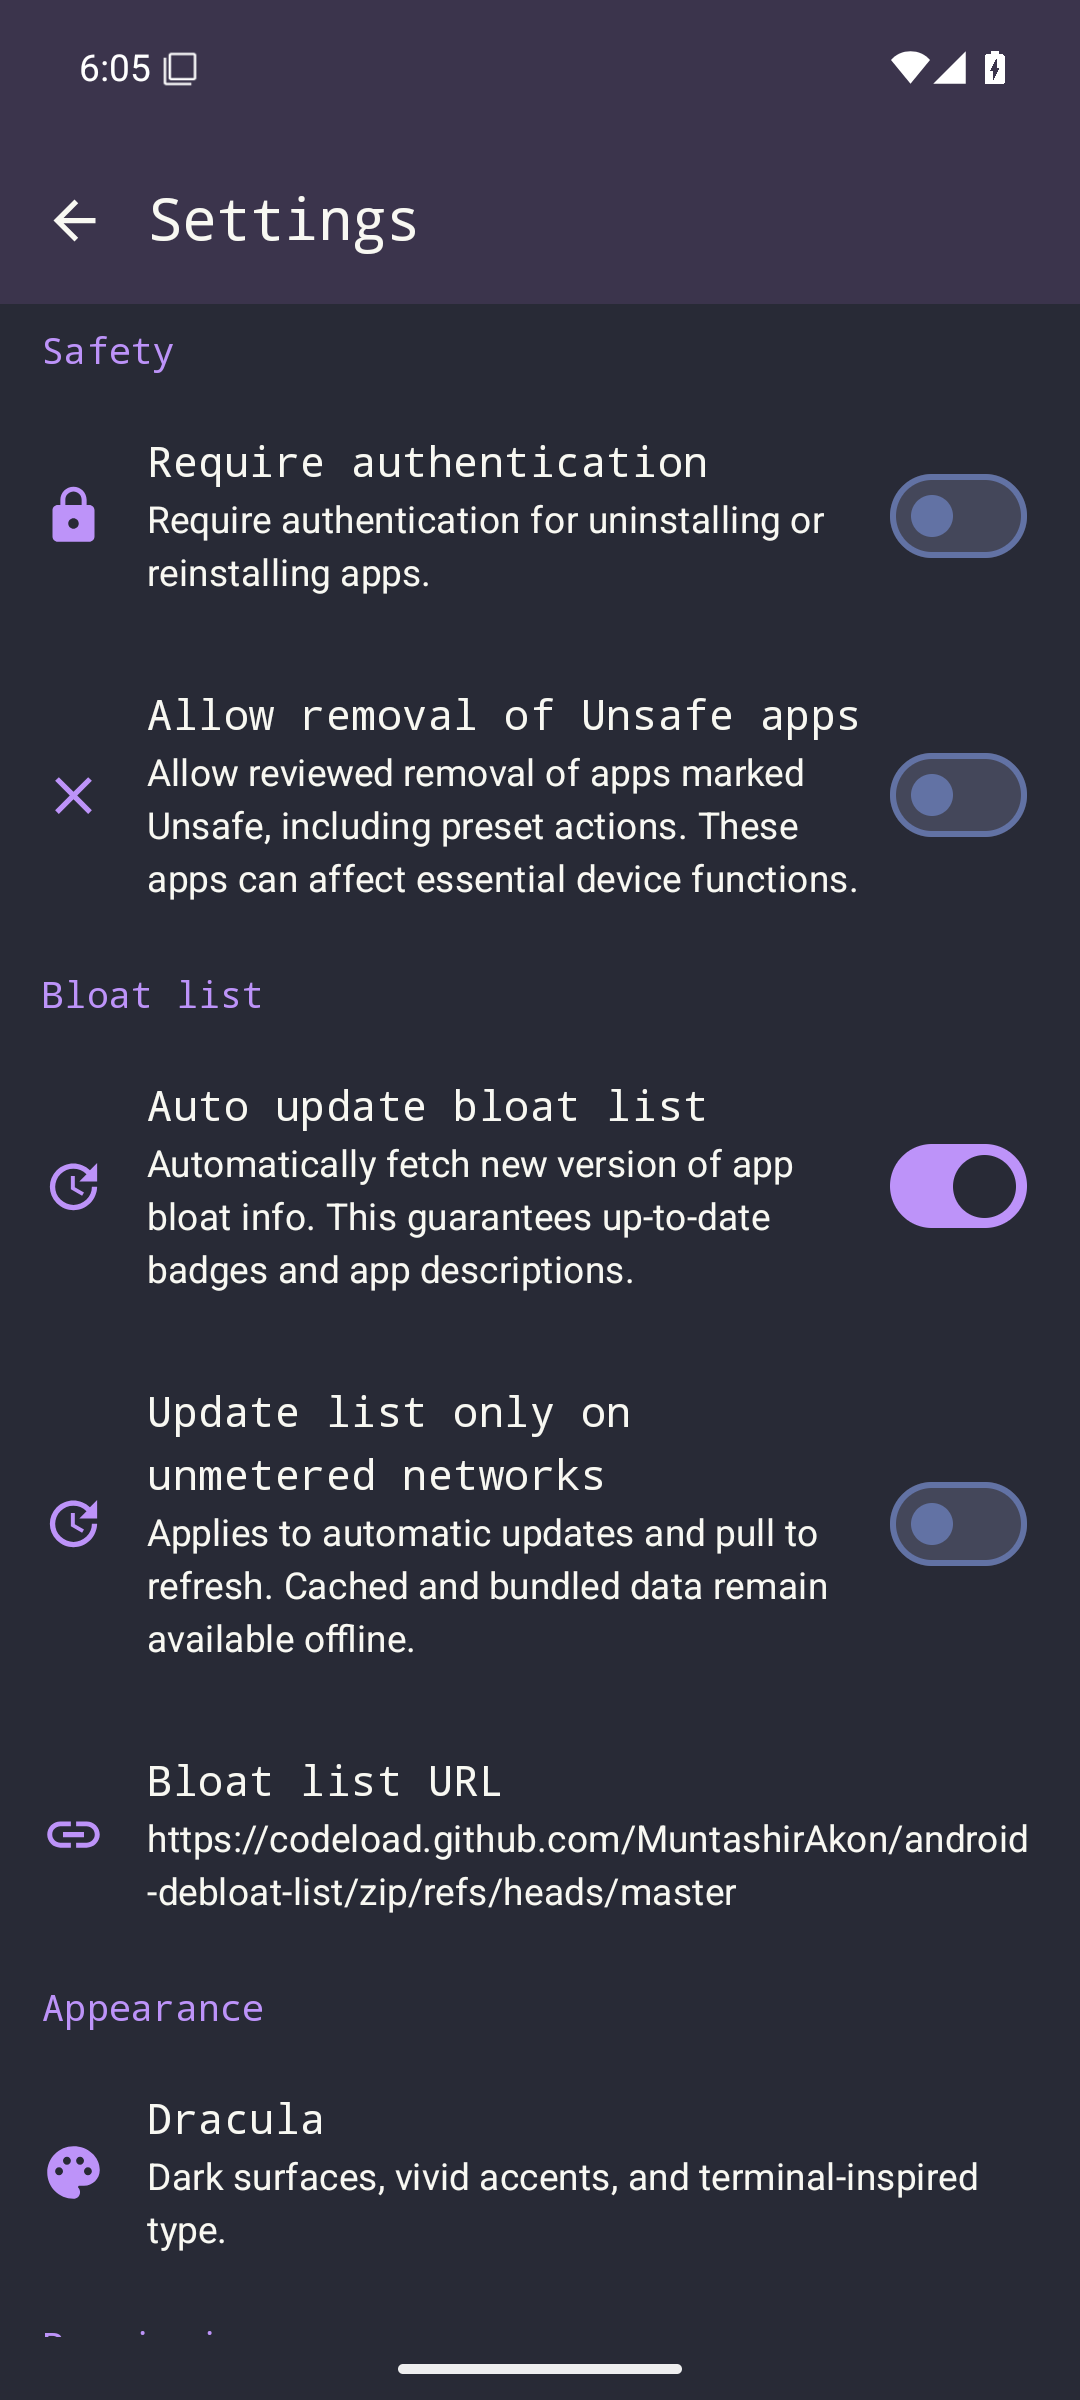 6:05
Settings
Safety
Require authentication
Require authentication for uninstalling or
reinstalling apps.
Allow removal of Unsafe apps
Allow reviewed removal of apps marked
Unsafe, including preset actions. These
apps can affect essential device functions.
Bloat list
Auto update bloat list
Automatically fetch new version of app
bloat info. This guarantees up-to-date
badges and app descriptions.
Update list only on
unmetered networks
Applies to automatic updates and pull to
refresh. Cached and bundled data remain
available offline.
Bloat list URL
https://codeload.github.com/MuntashirAkon/android
-debloat-list/zip/refs/heads/master
Appearance
Dracula
Dark surfaces, vivid accents, and terminal-inspired
type.